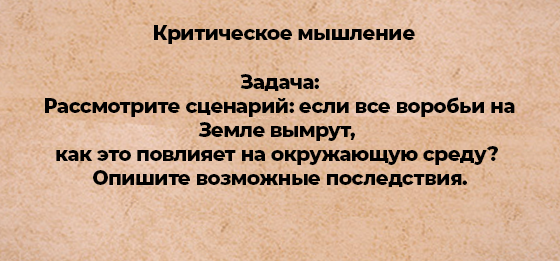 Критическое мышление
Задача:
Рассмотрите сценарий: если все воробьи на
Земле вымрут,
как это повлияет на окружающую среду?
Опишите возможные последствия.